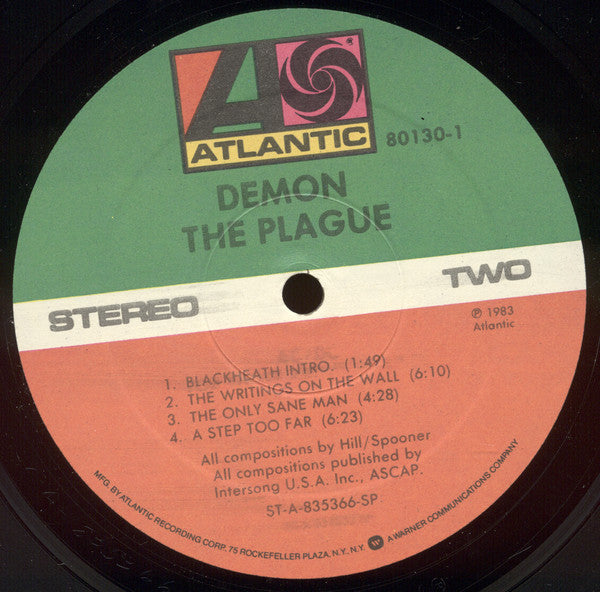 ATLANTIC
®
80130-1
DEMON
THE PLAGUE
STEREO
TWO
℗ 1983
Atlantic
1. BLACKHEATH INTRO. (1:49)
2. THE WRITINGS ON THE WALL (6:10)
3. THE ONLY SANE MAN (4:28)
4. A STEP TOO FAR (6:23)
All compositions by Hill/Spooner
All compositions published by
Intersong U.S.A. Inc., ASCAP.
ST-A-835366-SP
MFG. BY ATLANTIC RECORDING CORP. 75 ROCKEFELLER PLAZA, N.Y. N.Y. A WARNER COMMUNICATIONS COMPANY